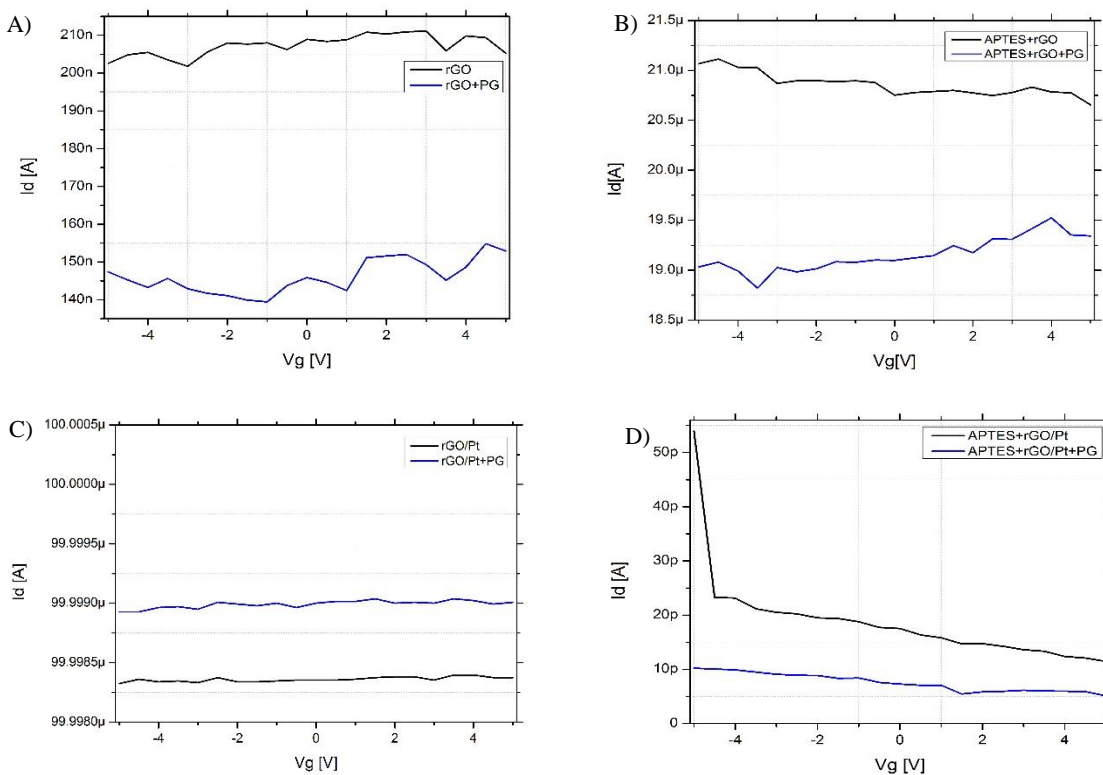 A)
210n
200n
190n
180n
170n
160n
150n
140n
Id [A]
rGO
rGO+PG
-4 -2 0 2 4
Vg [V]
B)
21.5µ
21.0µ
20.5µ
20.0µ
19.5µ
19.0µ
18.5µ
Id[A]
APTES+rGO
APTES+rGO+PG
-4 -2 0 2 4
Vg[V]
C)
100.0005µ
100.0000µ
99.9995µ
99.9990µ
99.9985µ
99.9980µ
Id [A]
rGO/Pt
rGO/Pt+PG
-4 -2 0 2 4
Vg [V]
D)
50p
40p
30p
20p
10p
0
Id [A]
APTES+rGO/Pt
APTES+rGO/Pt+PG
-4 -2 0 2 4
Vg [V]